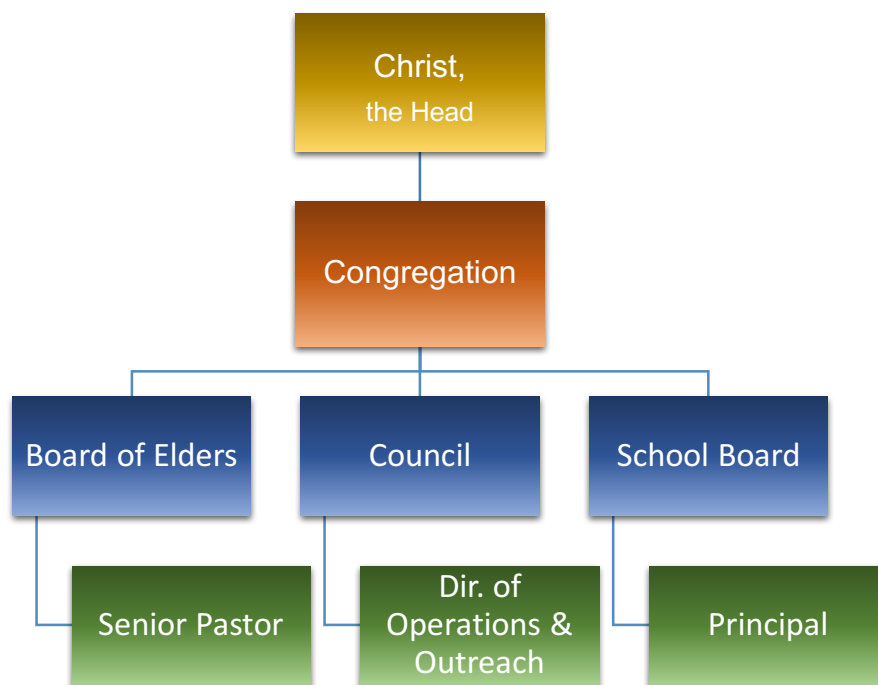 Christ,
the Head
Congregation
Board of Elders
Council
School Board
Senior Pastor
Dir. of
Operations &
Outreach
Principal